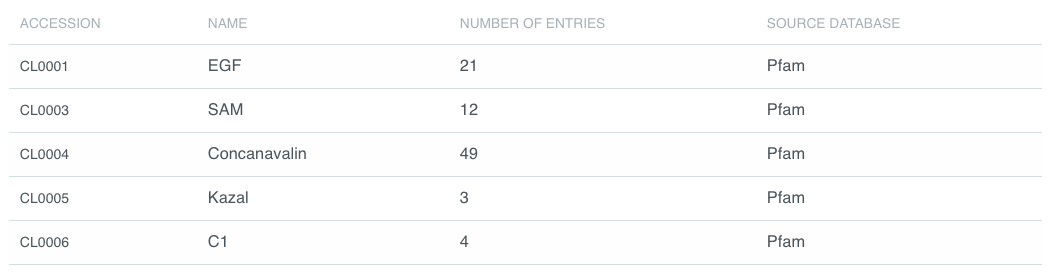 ACCESSION NAME NUMBER OF ENTRIES SOURCE DATABASE
CL0001 EGF 21 Pfam
CL0003 SAM 12 Pfam
CL0004 Concanavalin 49 Pfam
CL0005 Kazal 3 Pfam
CL0006 C1 4 Pfam